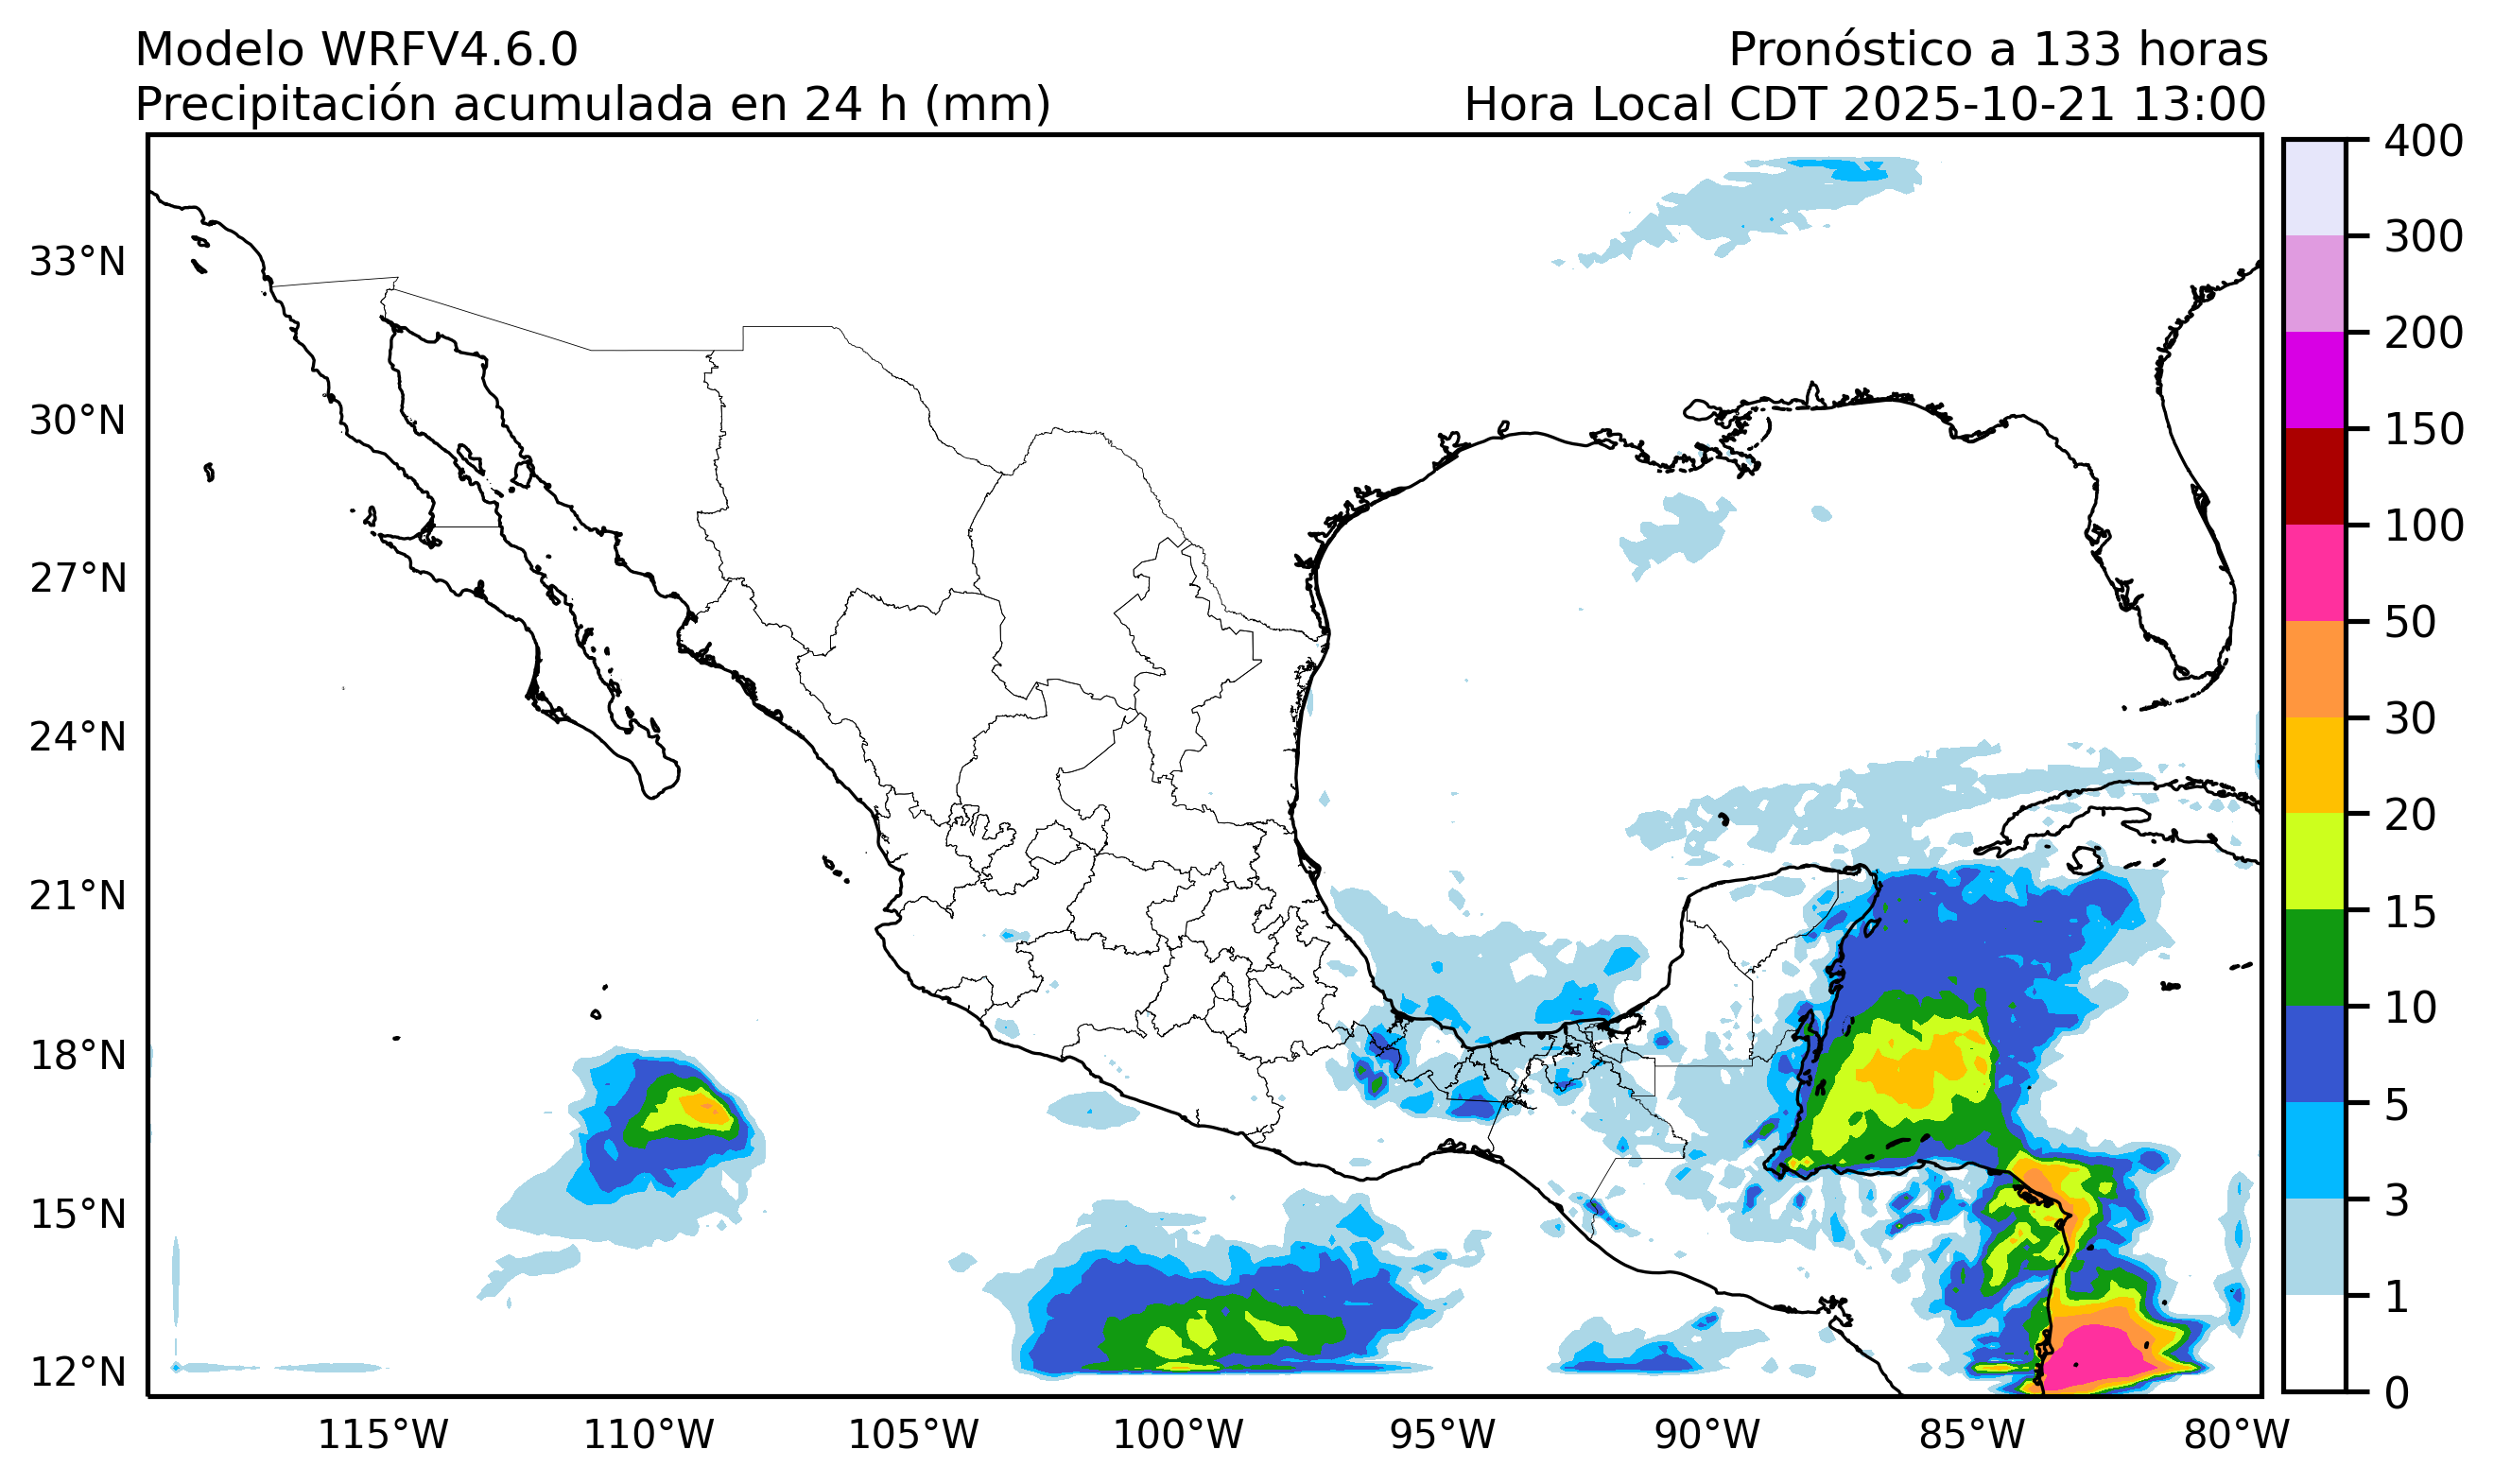 Modelo WRFV4.6.0
Pronóstico a 133 horas
Precipitación acumulada en 24 h (mm)
Hora Local CDT 2025-10-21 13:00
33°N
30°N
27°N
24°N
21°N
18°N
15°N
12°N
115°W
110°W
105°W
100°W
95°W
90°W
85°W
80°W
400
300
200
150
100
50
30
20
15
10
5
3
1
0